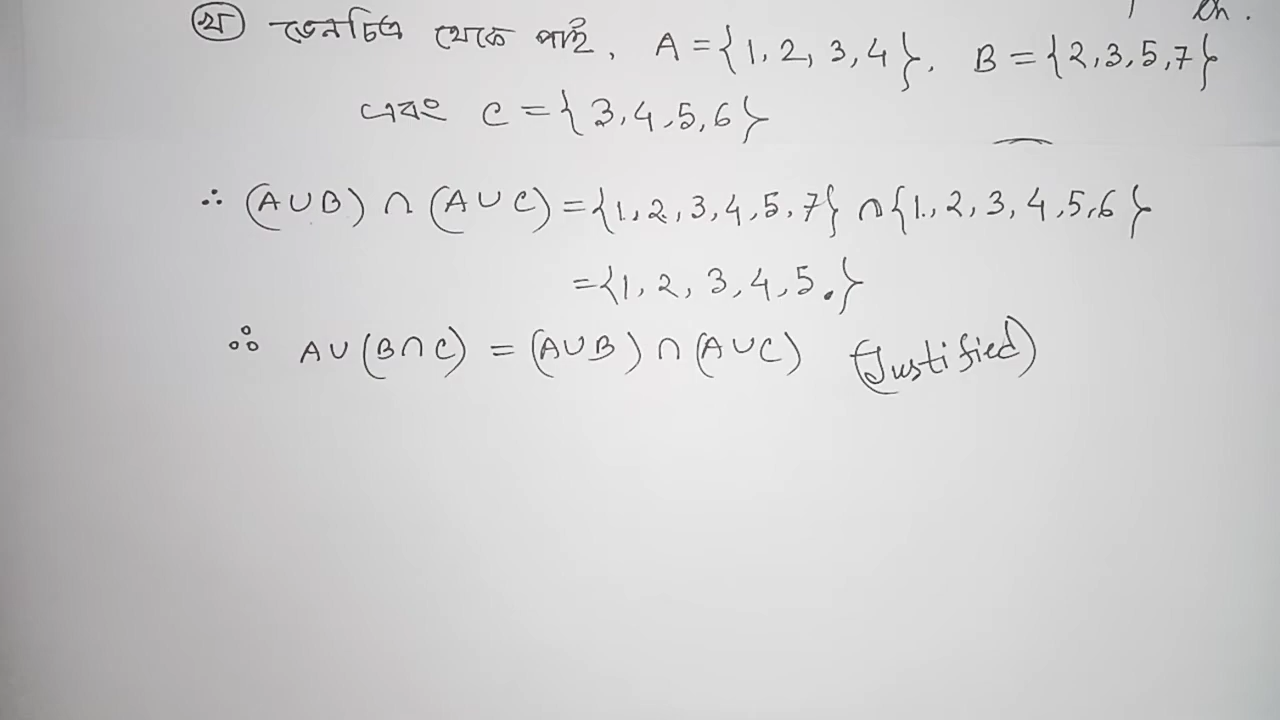 (খ) ভেনচিত্র থেকে পাই, A = {1, 2, 3, 4}, B = {2,3,5,7}
এবং C = {3,4,5,6}
∴ (A∪B) ∩ (A∪C) = {1,2,3,4,5,7} ∩ {1,2,3,4,5,6}
= {1, 2, 3, 4, 5.}
∴ A∪(B∩C) = (A∪B) ∩ (A∪C) (Justified)